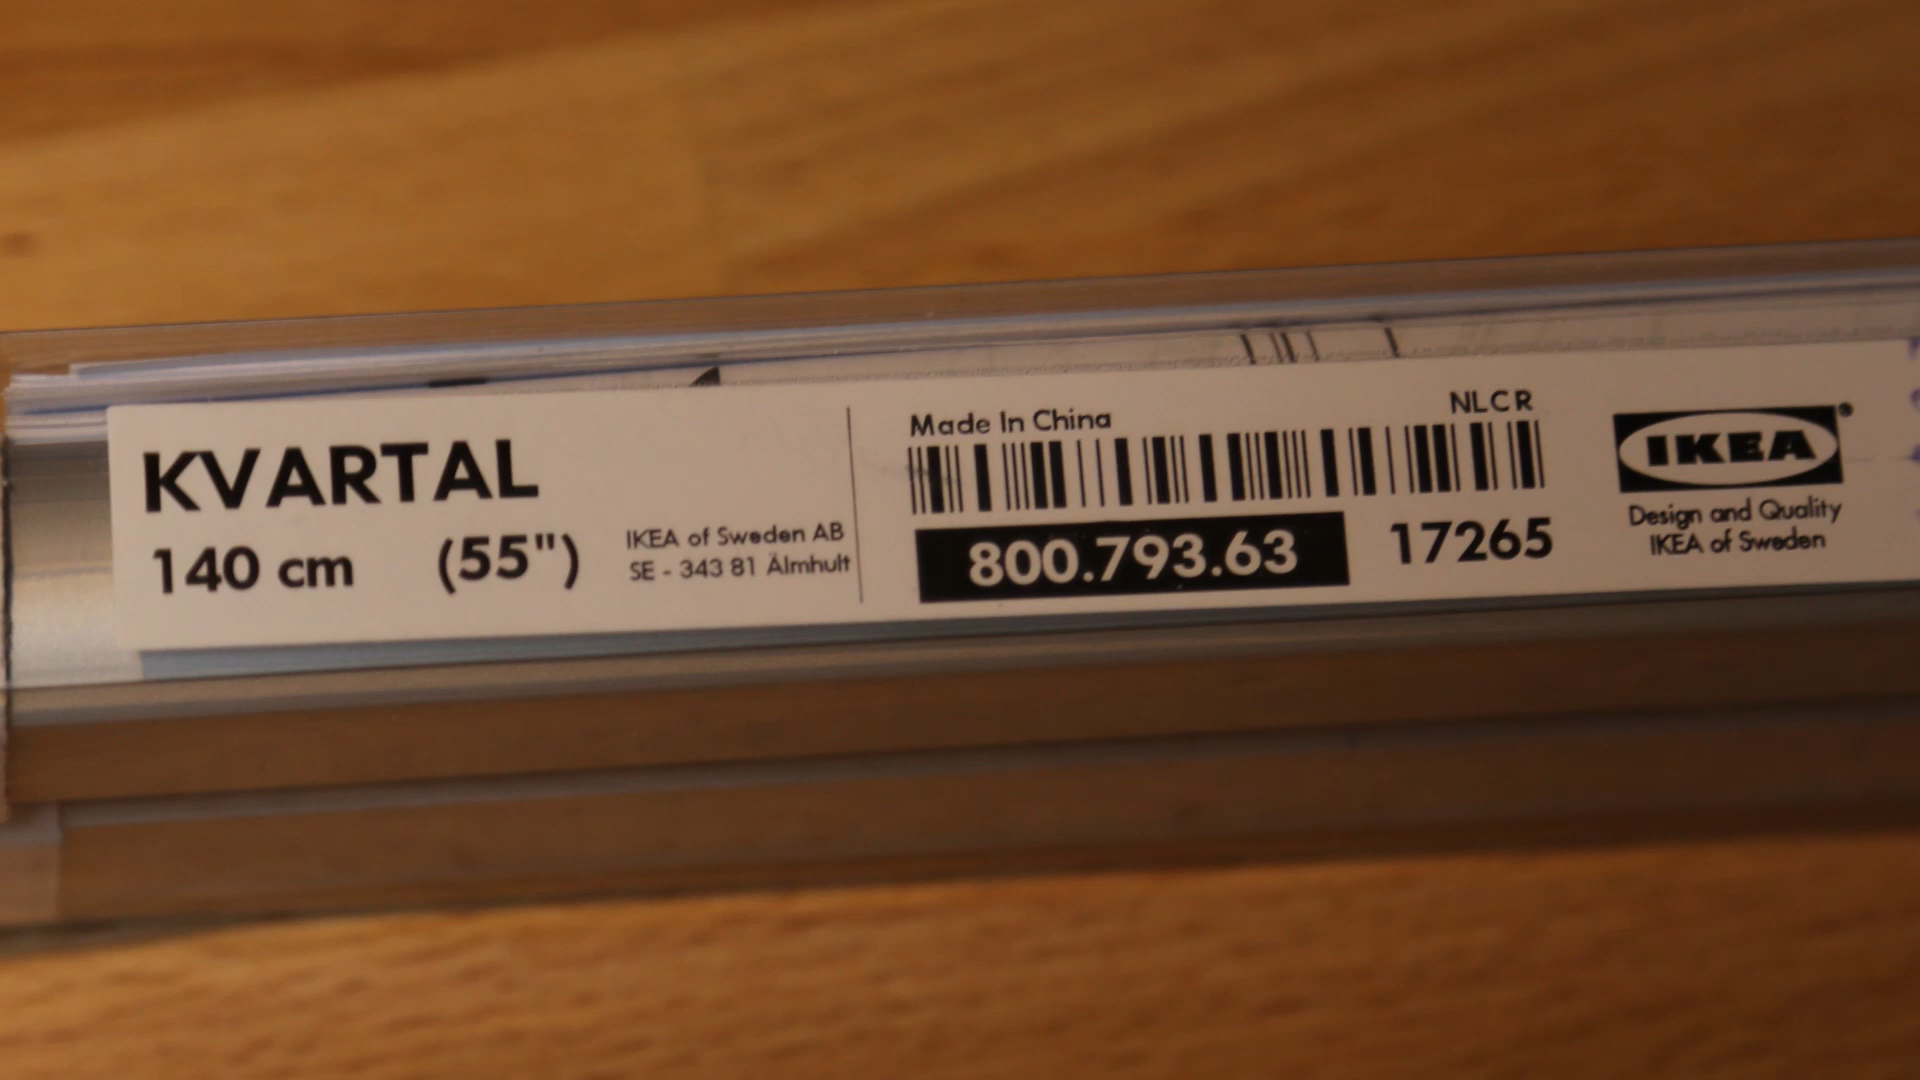 KVARTAL
140 cm (55")
IKEA of Sweden AB
SE - 343 81 Älmhult
Made In China
NLCR
800.793.63
17265
IKEA®
Design and Quality
IKEA of Sweden